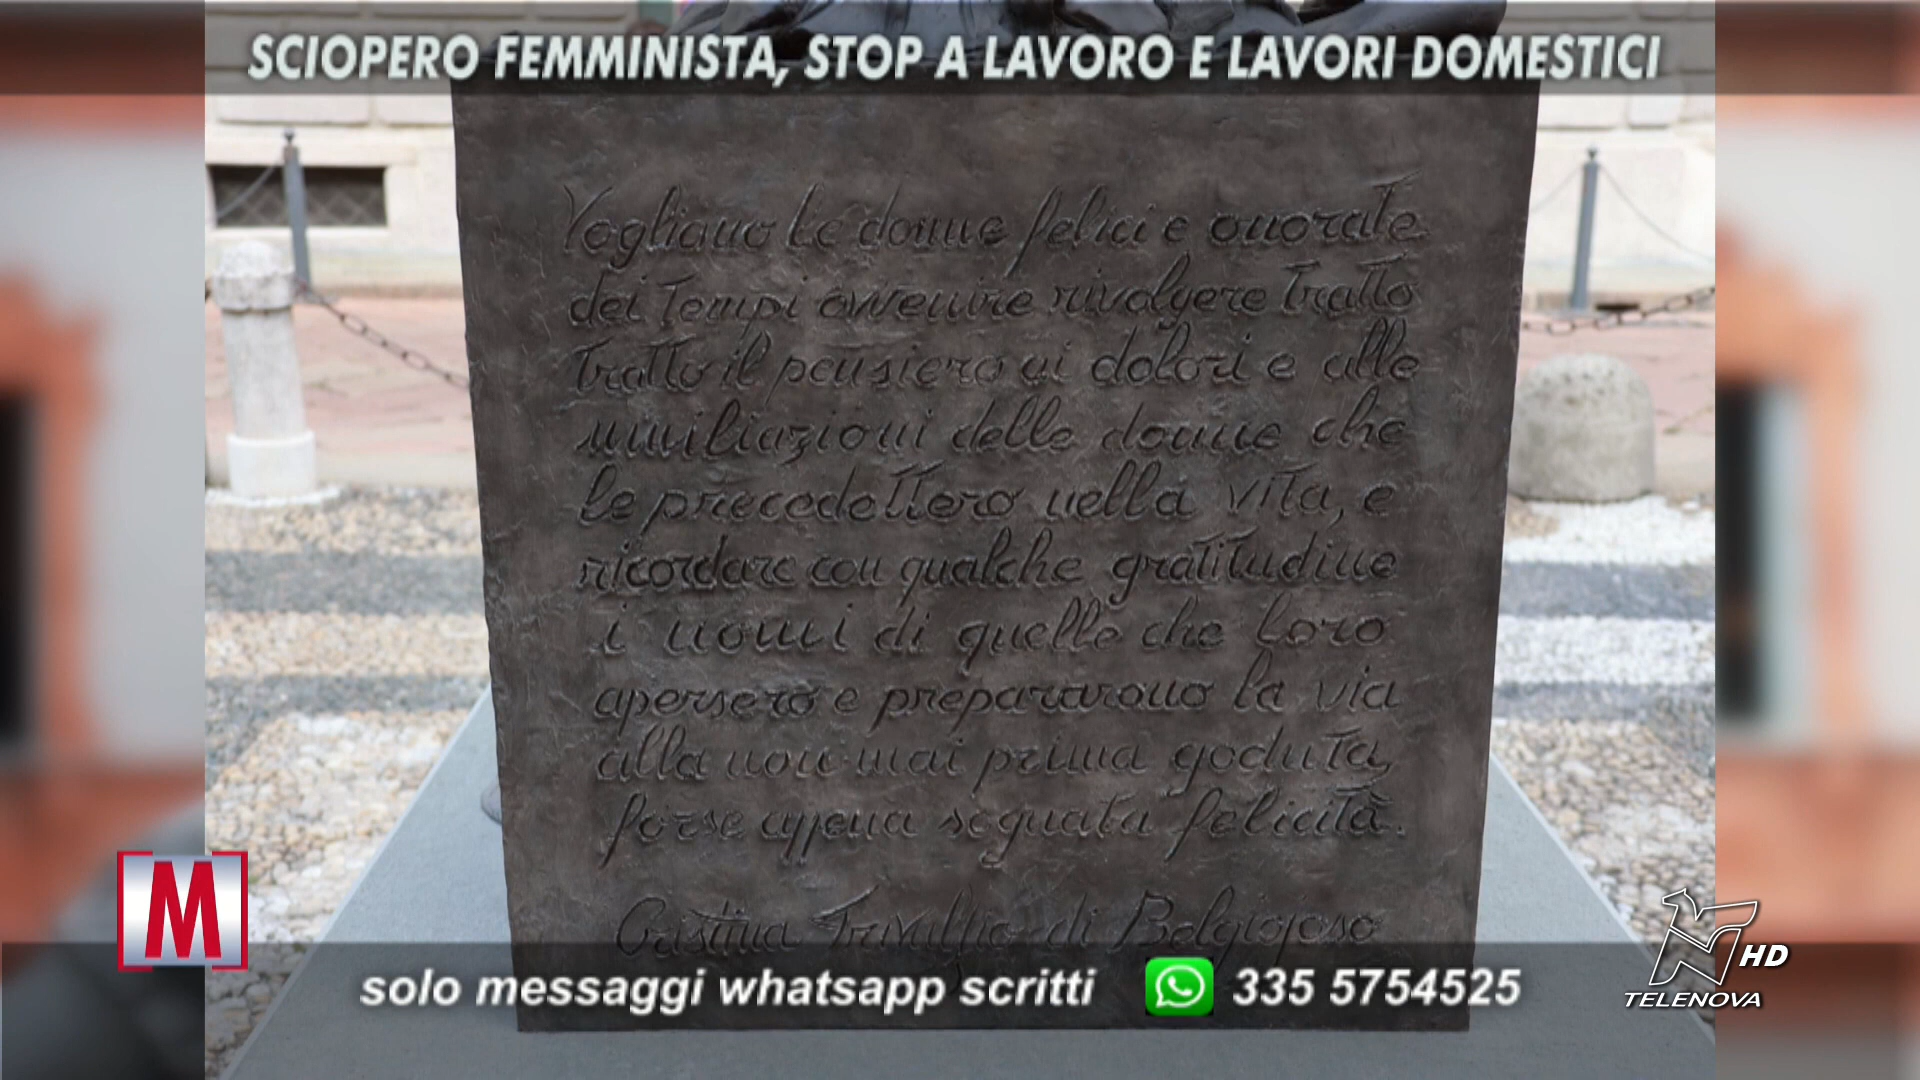 SCIOPERO FEMMINISTA, STOP A LAVORO E LAVORI DOMESTICI
Vogliano le donne felici e onorate
dei tempi avvenire rivolgere tratto
tratto il pensiero ai dolori e alle
umiliazioni delle donne che
le precedettero nella vita, e
ricordare con qualche gratitudine
i nomi di quelle che loro
apersero e prepararono la via
alla non mai prima goduta,
forse appena sognata felicità.
Cristina Trivulzio di Belgiojoso
M
solo messaggi whatsapp scritti 335 5754525
HD
TELENOVA